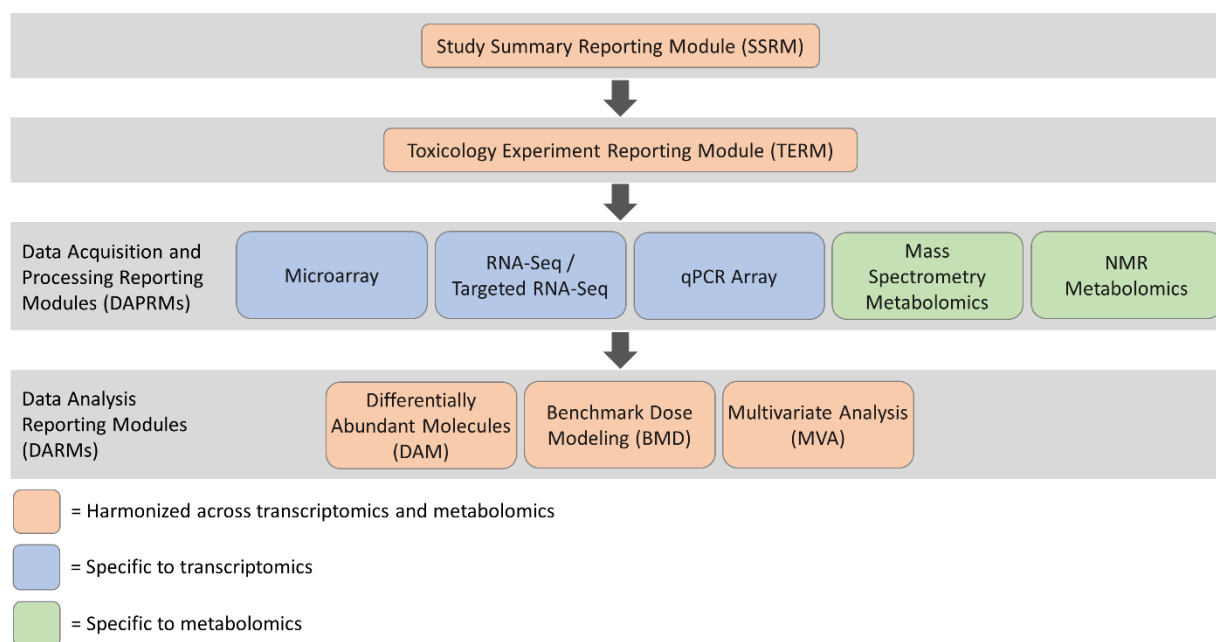 Study Summary Reporting Module (SSRM)
Toxicology Experiment Reporting Module (TERM)
Data Acquisition and
Processing Reporting
Modules (DAPRMs)
Microarray
RNA-Seq /
Targeted RNA-Seq
qPCR Array
Mass
Spectrometry
Metabolomics
NMR
Metabolomics
Data Analysis
Reporting Modules
(DARMs)
Differentially
Abundant Molecules
(DAM)
Benchmark Dose
Modeling (BMD)
Multivariate Analysis
(MVA)
= Harmonized across transcriptomics and metabolomics
= Specific to transcriptomics
= Specific to metabolomics